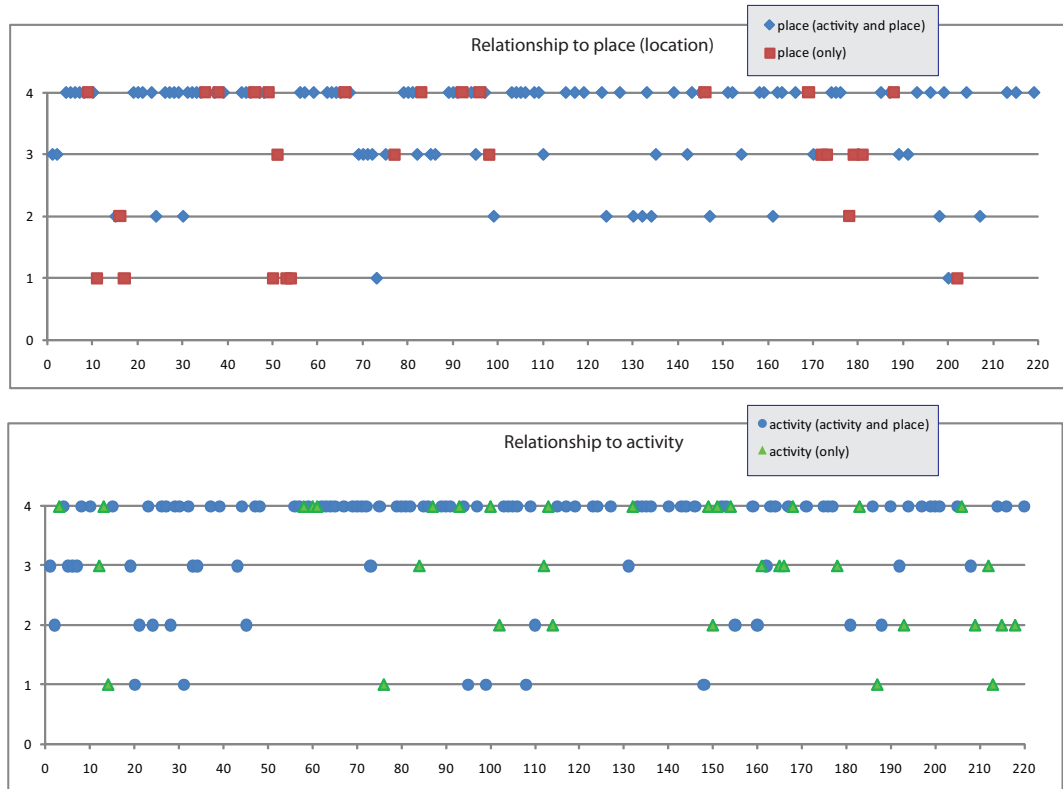 place (activity and place)
place (only)
Relationship to place (location)
4
3
2
1
0
0 10 20 30 40 50 60 70 80 90 100 110 120 130 140 150 160 170 180 190 200 210 220
activity (activity and place)
activity (only)
Relationship to activity
4
3
2
1
0
0 10 20 30 40 50 60 70 80 90 100 110 120 130 140 150 160 170 180 190 200 210 220